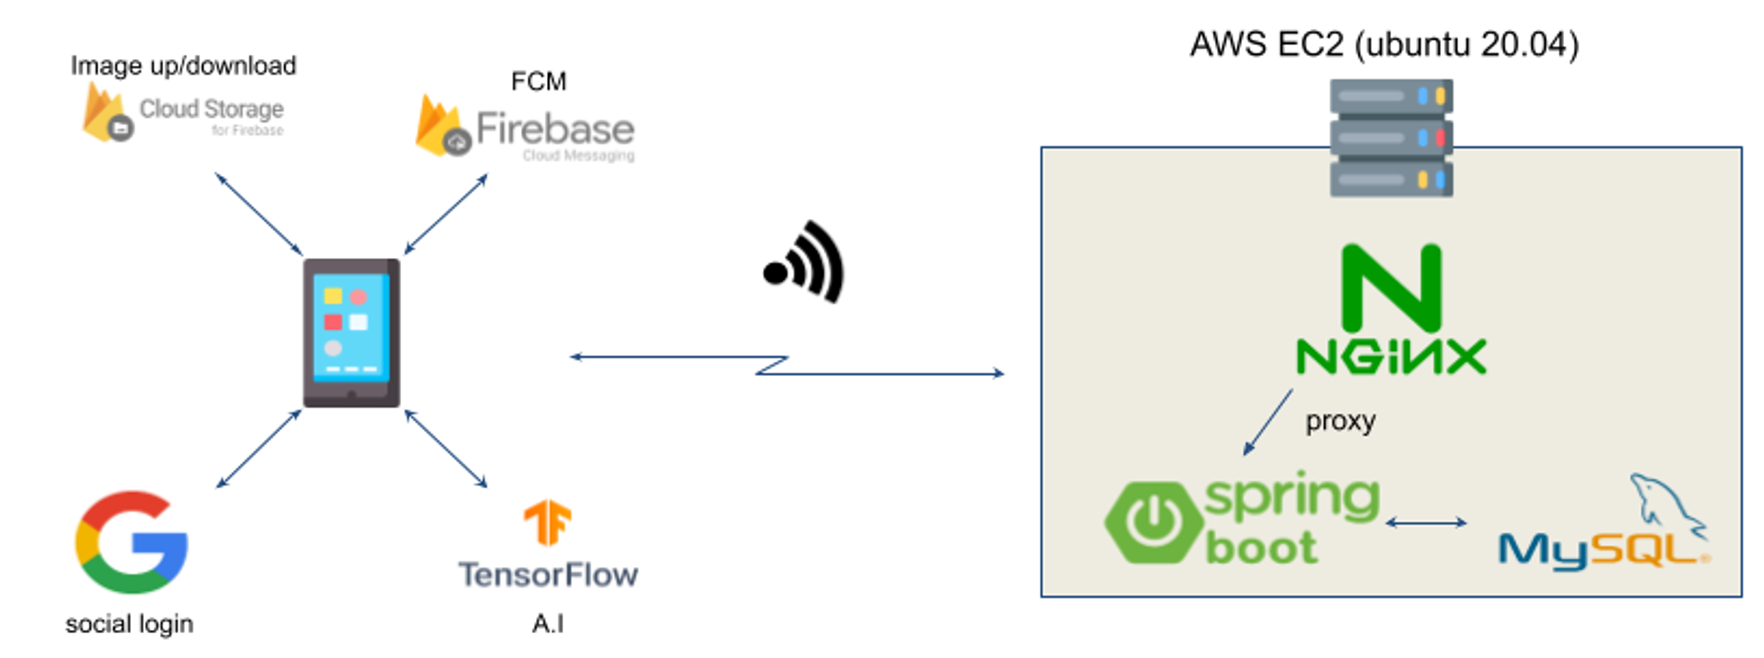 Image up/download
Cloud Storage
for Firebase
FCM
Firebase
Cloud Messaging
social login
TensorFlow
A.I
AWS EC2 (ubuntu 20.04)
NGiNX
proxy
spring
boot
MySQL